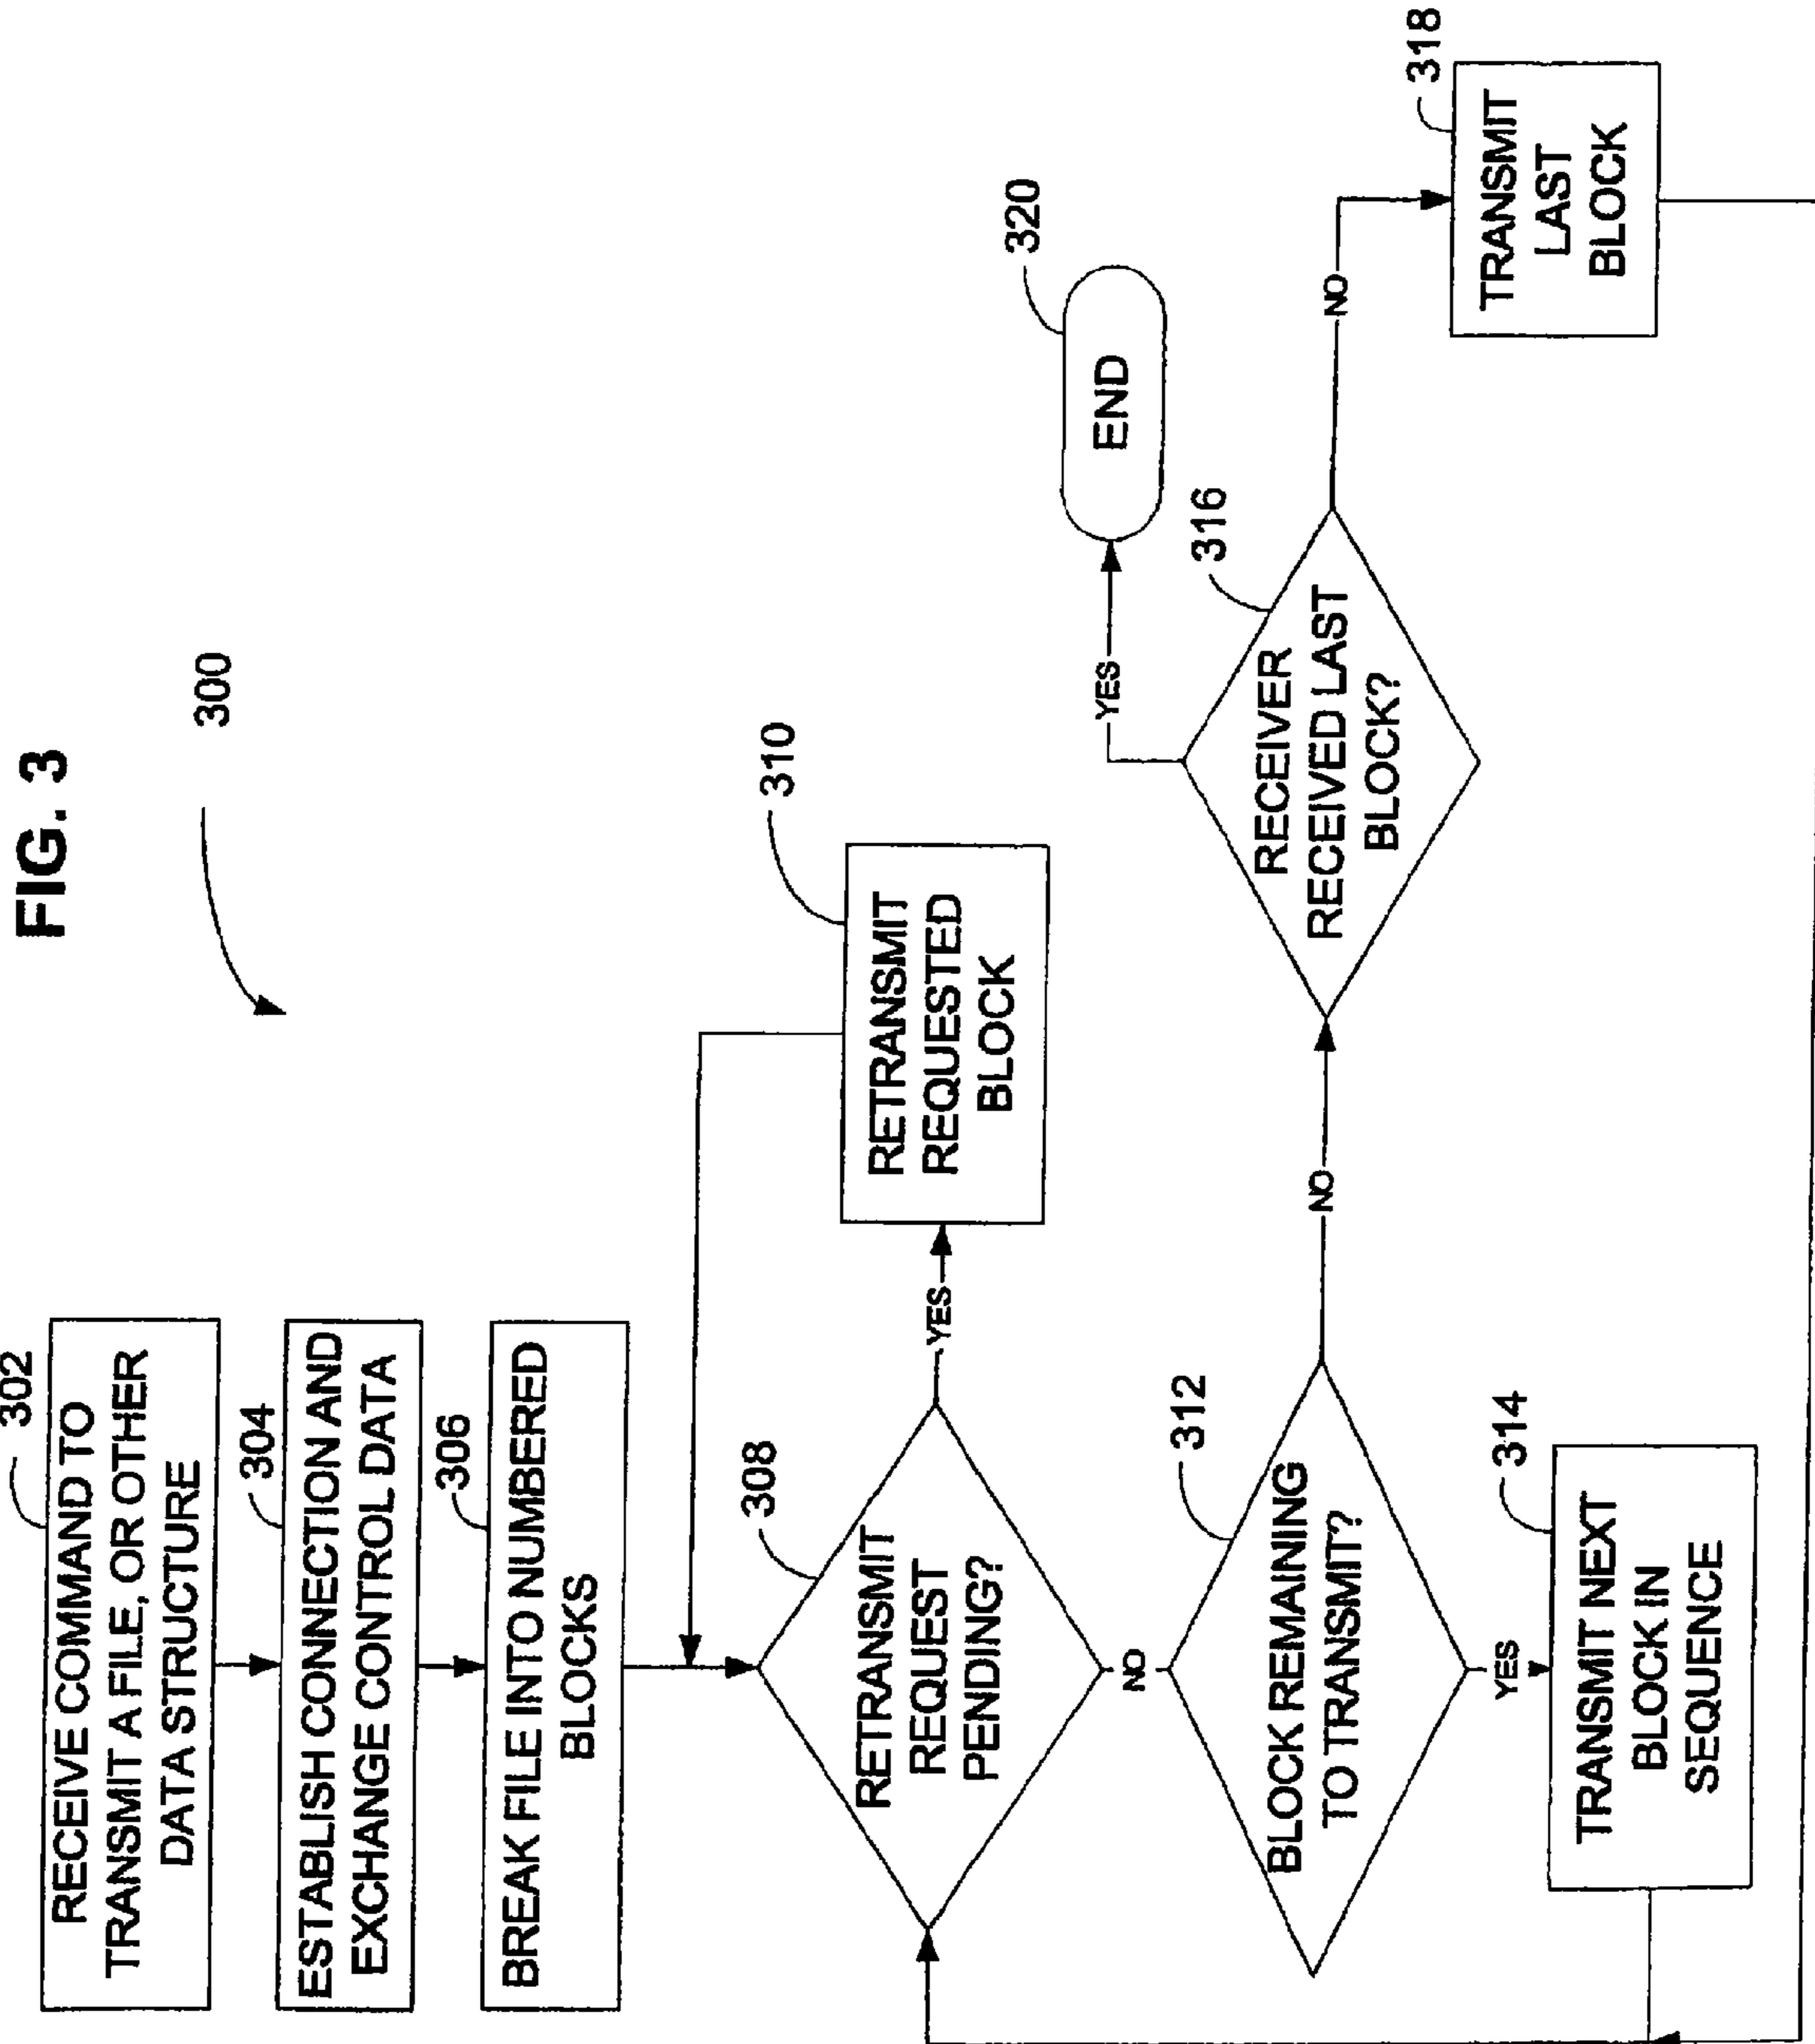 FIG. 3
300
302
RECEIVE COMMAND TO
TRANSMIT A FILE, OR OTHER
DATA STRUCTURE
304
ESTABLISH CONNECTION AND
EXCHANGE CONTROL DATA
306
BREAK FILE INTO NUMBERED
BLOCKS
308
RETRANSMIT
REQUEST
PENDING?
YES
310
RETRANSMIT
REQUESTED
BLOCK
NO
312
BLOCK REMAINING
TO TRANSMIT?
NO
316
RECEIVER
RECEIVED LAST
BLOCK?
YES
320
END
NO
318
TRANSMIT
LAST
BLOCK
YES
314
TRANSMIT NEXT
BLOCK IN
SEQUENCE